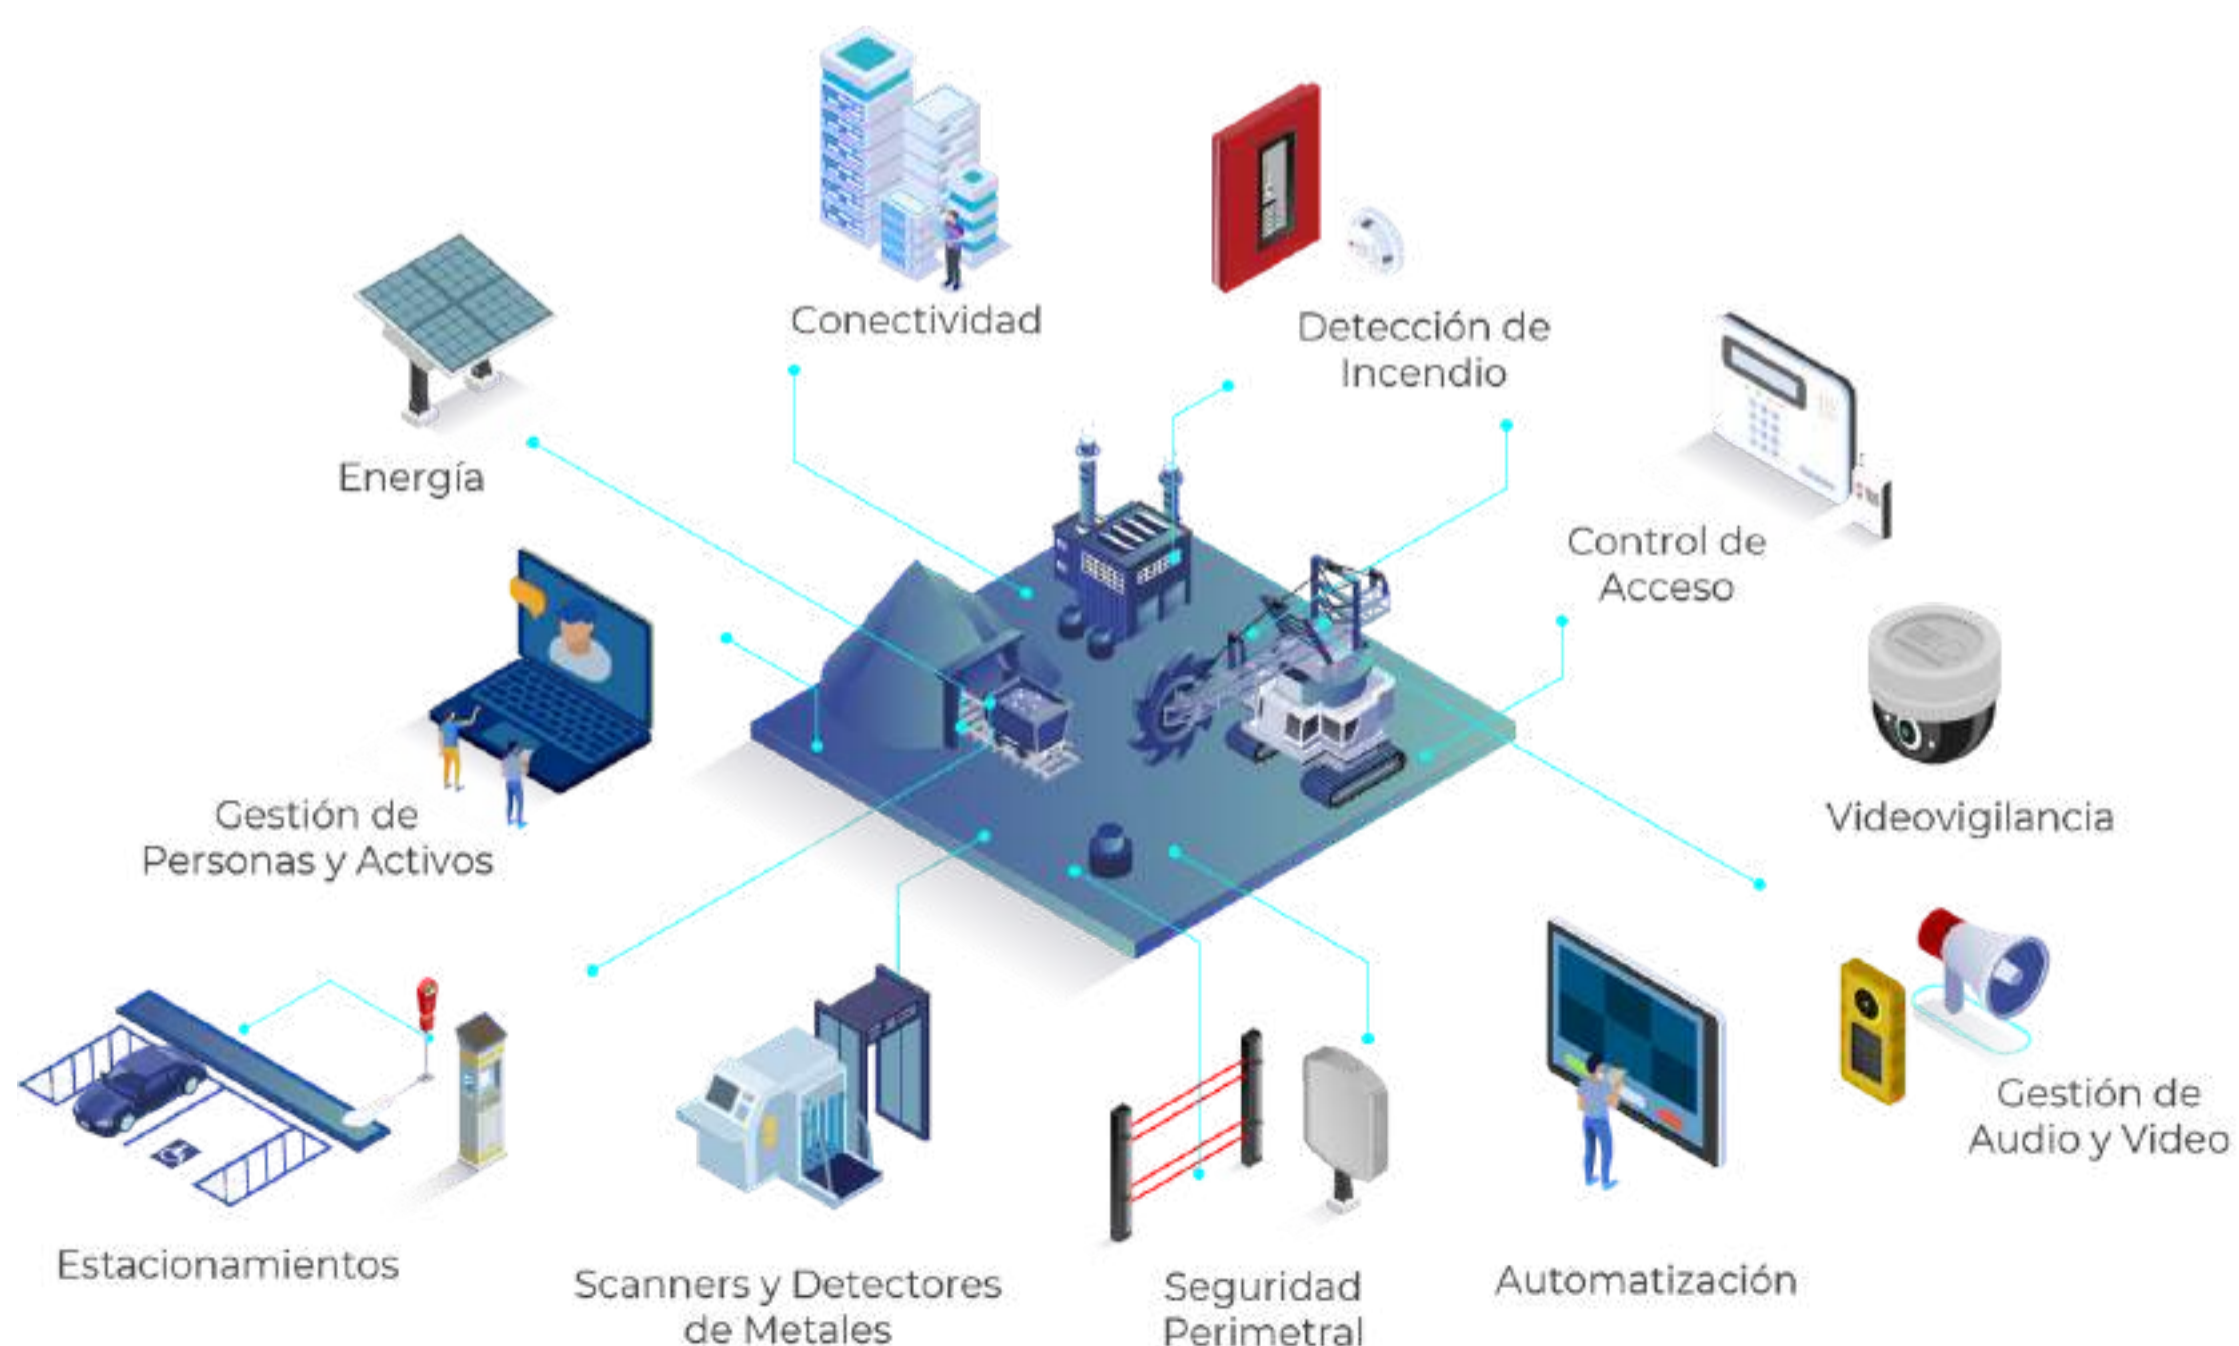 Conectividad
Detección de
Incendio
Energía
Control de
Acceso
Gestión de
Personas y Activos
Videovigilancia
Gestión de
Audio y Video
Estacionamientos
Scanners y Detectores
de Metales
Seguridad
Perimetral
Automatización